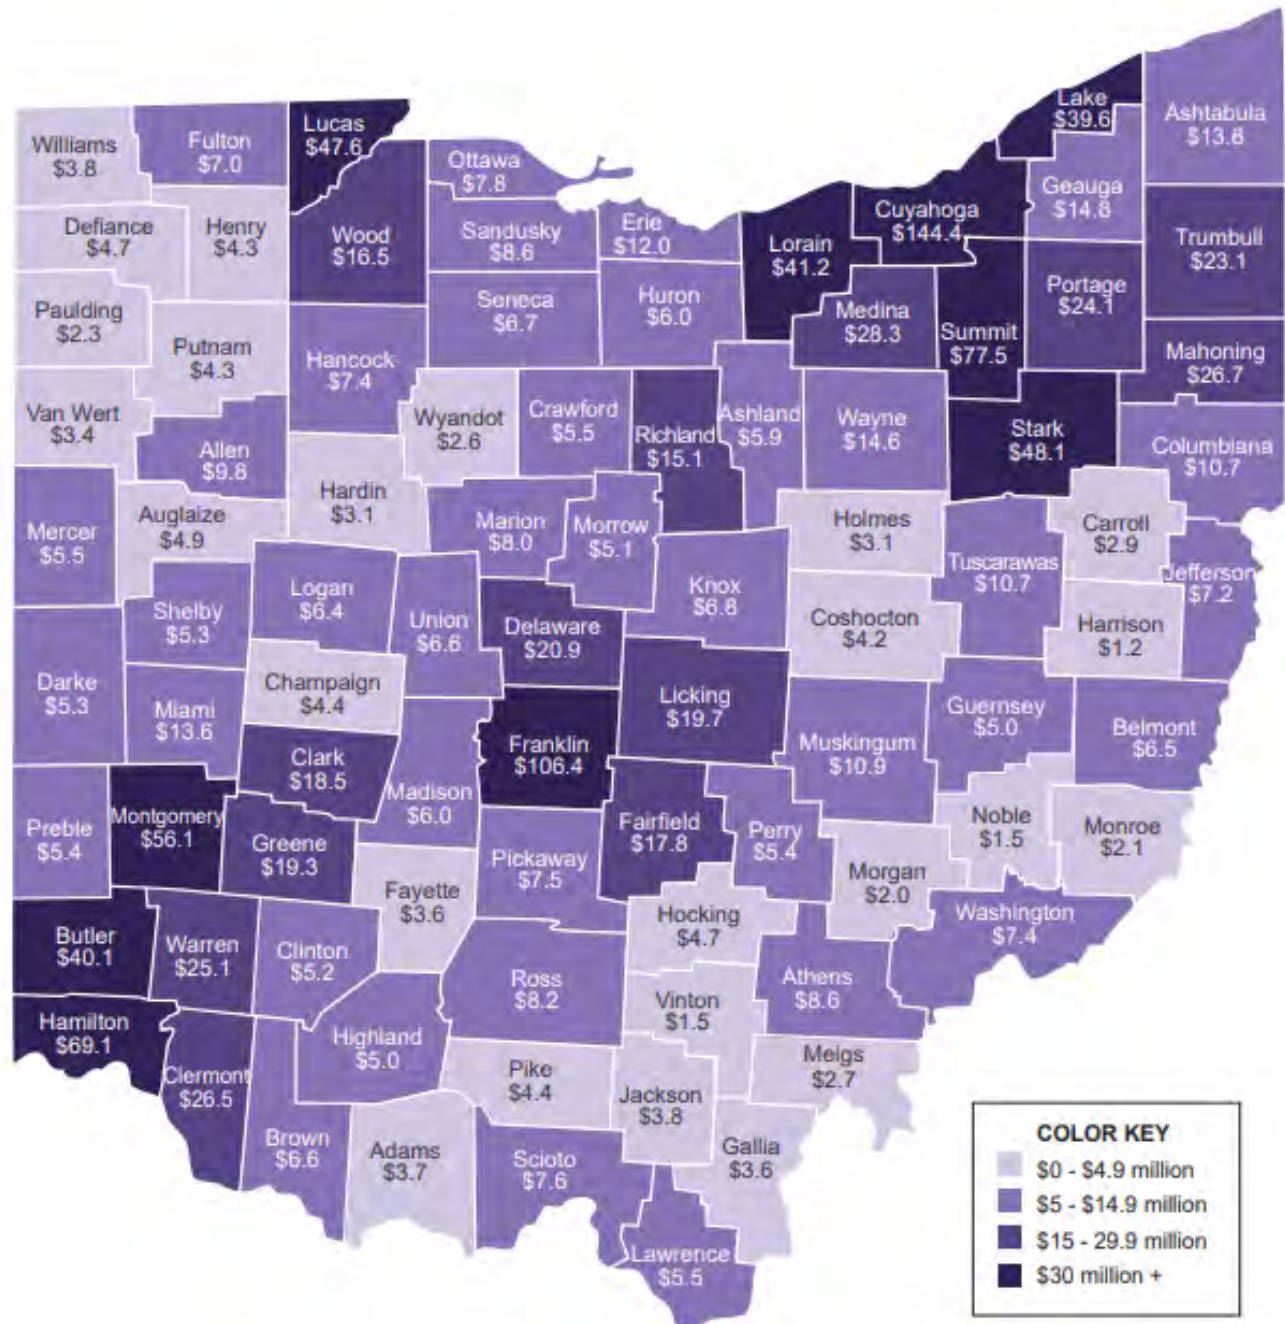 Williams
$3.8
Fulton
$7.0
Lucas
$47.6
Ottawa
$7.8
Lake
$39.6
Ashtabula
$13.8
Defiance
$4.7
Henry
$4.3
Wood
$16.5
Sandusky
$8.6
Erie
$12.0
Lorain
$41.2
Cuyahoga
$144.4
Geauga
$14.8
Trumbull
$23.1
Paulding
$2.3
Putnam
$4.3
Hancock
$7.4
Seneca
$6.7
Huron
$6.0
Medina
$28.3
Summit
$77.5
Portage
$24.1
Mahoning
$26.7
Van Wert
$3.4
Allen
$9.8
Wyandot
$2.6
Crawford
$5.5
Richland
$15.1
Ashland
$5.9
Wayne
$14.6
Stark
$48.1
Columbiana
$10.7
Mercer
$5.5
Auglaize
$4.9
Hardin
$3.1
Marion
$8.0
Morrow
$5.1
Holmes
$3.1
Tuscarawas
$10.7
Carroll
$2.9
Jefferson
$7.2
Shelby
$5.3
Logan
$6.4
Union
$6.6
Delaware
$20.9
Knox
$6.8
Coshocton
$4.2
Harrison
$1.2
Darke
$5.3
Miami
$13.6
Champaign
$4.4
Licking
$19.7
Muskingum
$10.9
Guernsey
$5.0
Belmont
$6.5
Clark
$18.5
Madison
$6.0
Franklin
$106.4
Preble
$5.4
Montgomery
$56.1
Greene
$19.3
Fayette
$3.6
Pickaway
$7.5
Fairfield
$17.8
Perry
$5.4
Morgan
$2.0
Noble
$1.5
Monroe
$2.1
Butler
$40.1
Warren
$25.1
Clinton
$5.2
Ross
$8.2
Hocking
$4.7
Athens
$8.6
Washington
$7.4
Hamilton
$69.1
Clermont
$26.5
Highland
$5.0
Vinton
$1.5
Meigs
$2.7
Brown
$6.6
Adams
$3.7
Pike
$4.4
Jackson
$3.8
Gallia
$3.6
Scioto
$7.6
Lawrence
$5.5
COLOR KEY
$0 - $4.9 million
$5 - $14.9 million
$15 - 29.9 million
$30 million +